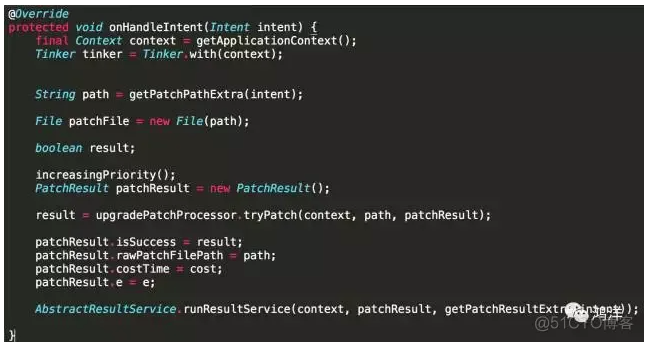 @Override
protected void onHandleIntent(Intent intent) {
    final Context context = getApplicationContext();
    Tinker tinker = Tinker.with(context);
    String path = getPatchPathExtra(intent);
    File patchFile = new File(path);
    boolean result;
    increasingPriority();
    PatchResult patchResult = new PatchResult();
    result = upgradePatchProcessor.tryPatch(context, path, patchResult);
    patchResult.isSuccess = result;
    patchResult.rawPatchFilePath = path;
    patchResult.costTime = cost;
    patchResult.e = e;
    AbstractResultService.runResultService(context, patchResult, getPatchResultExtra(intent));
鸿洋
@51CTO博客
}